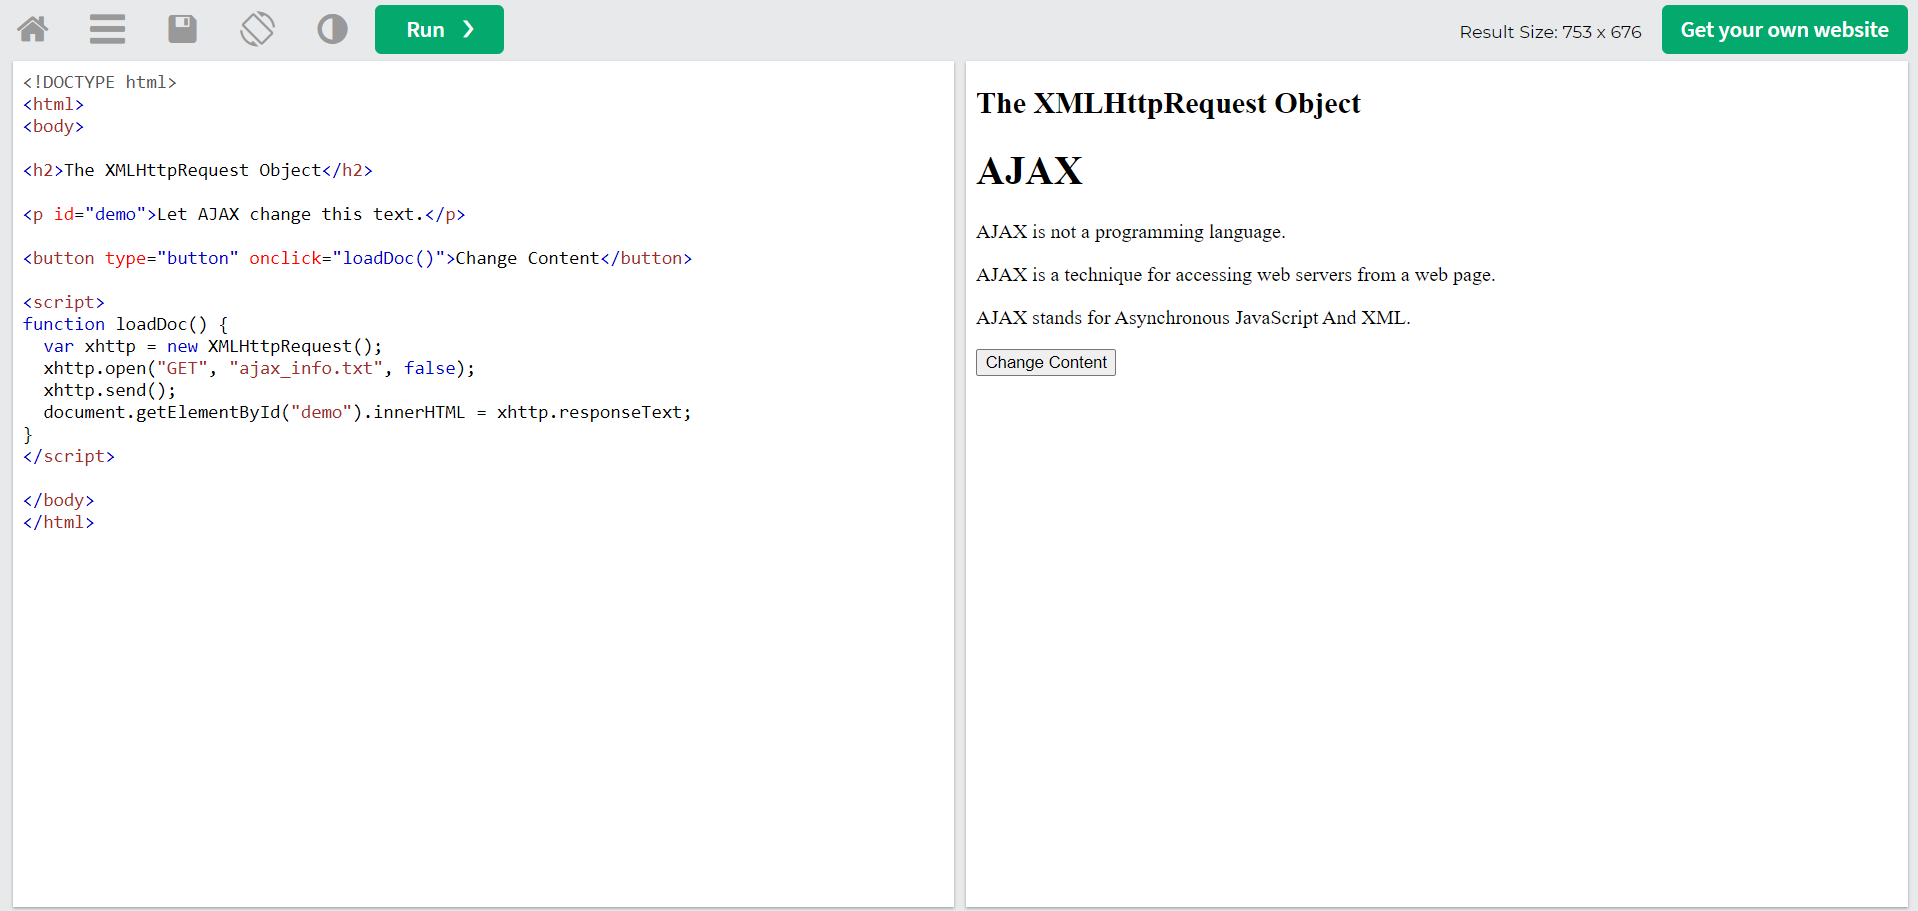 Run ❯
Result Size: 753 x 676
Get your own website
<!DOCTYPE html>
<html>
<body>

<h2>The XMLHttpRequest Object</h2>

<p id="demo">Let AJAX change this text.</p>

<button type="button" onclick="loadDoc()">Change Content</button>

<script>
function loadDoc() {
  var xhttp = new XMLHttpRequest();
  xhttp.open("GET", "ajax_info.txt", false);
  xhttp.send();
  document.getElementById("demo").innerHTML = xhttp.responseText;
}
</script>

</body>
</html>
The XMLHttpRequest Object
AJAX
AJAX is not a programming language.
AJAX is a technique for accessing web servers from a web page.
AJAX stands for Asynchronous JavaScript And XML.
Change Content